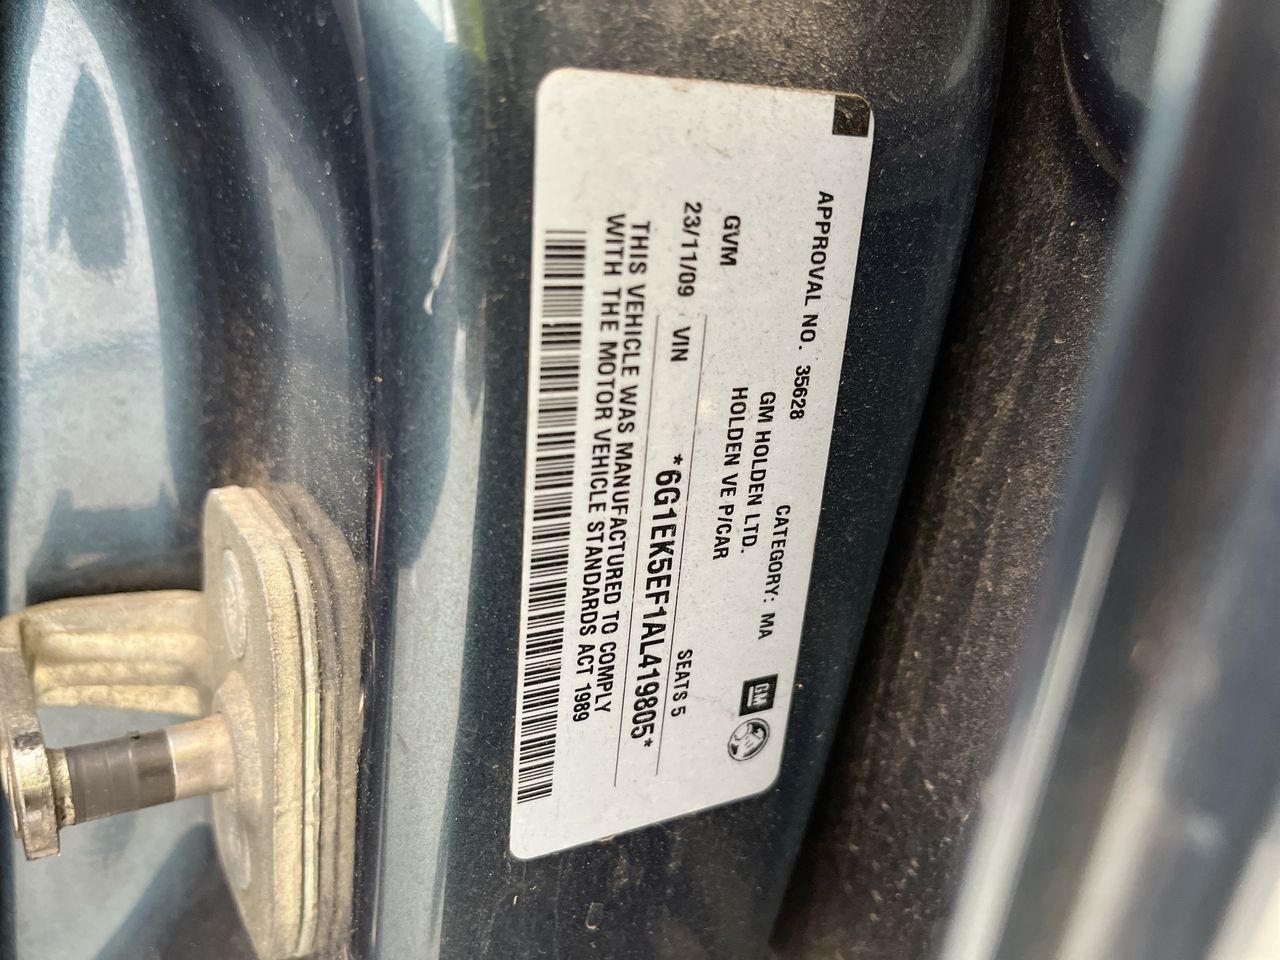 APPROVAL NO. 35628 CATEGORY: MA
GM HOLDEN LTD. GM
GVM HOLDEN VE P/CAR
23/11/09 VIN SEATS 5
*6G1EK5EF1AL419805*
THIS VEHICLE WAS MANUFACTURED TO COMPLY
WITH THE MOTOR VEHICLE STANDARDS ACT 1989